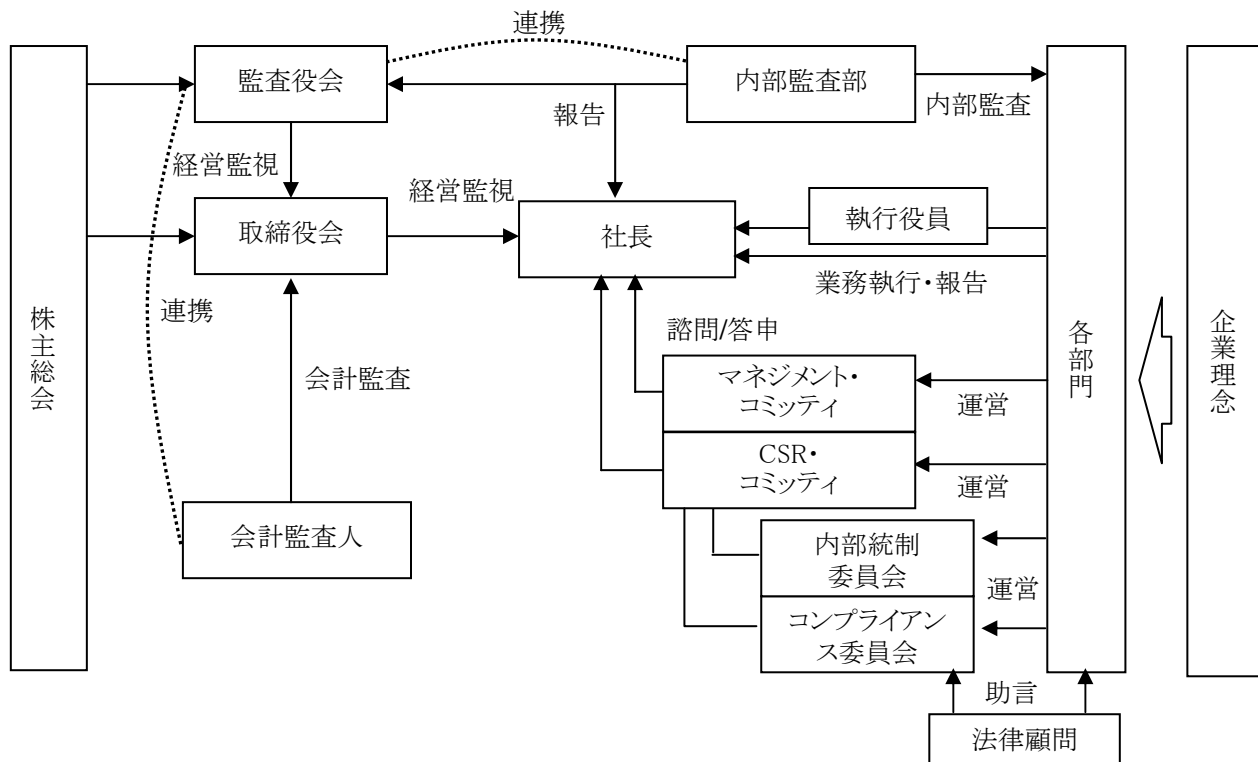 連携
監査役会
内部監査部
報告
内部監査
経営監視
経営監視
取締役会
社長
執行役員
業務執行・報告
株主総会
連携
会計監査
諮問/答申
マネジメント・
コミッティ
運営
各部門
企業理念
CSR・
コミッティ
運営
会計監査人
内部統制
委員会
運営
コンプライアン
ス委員会
助言
法律顧問